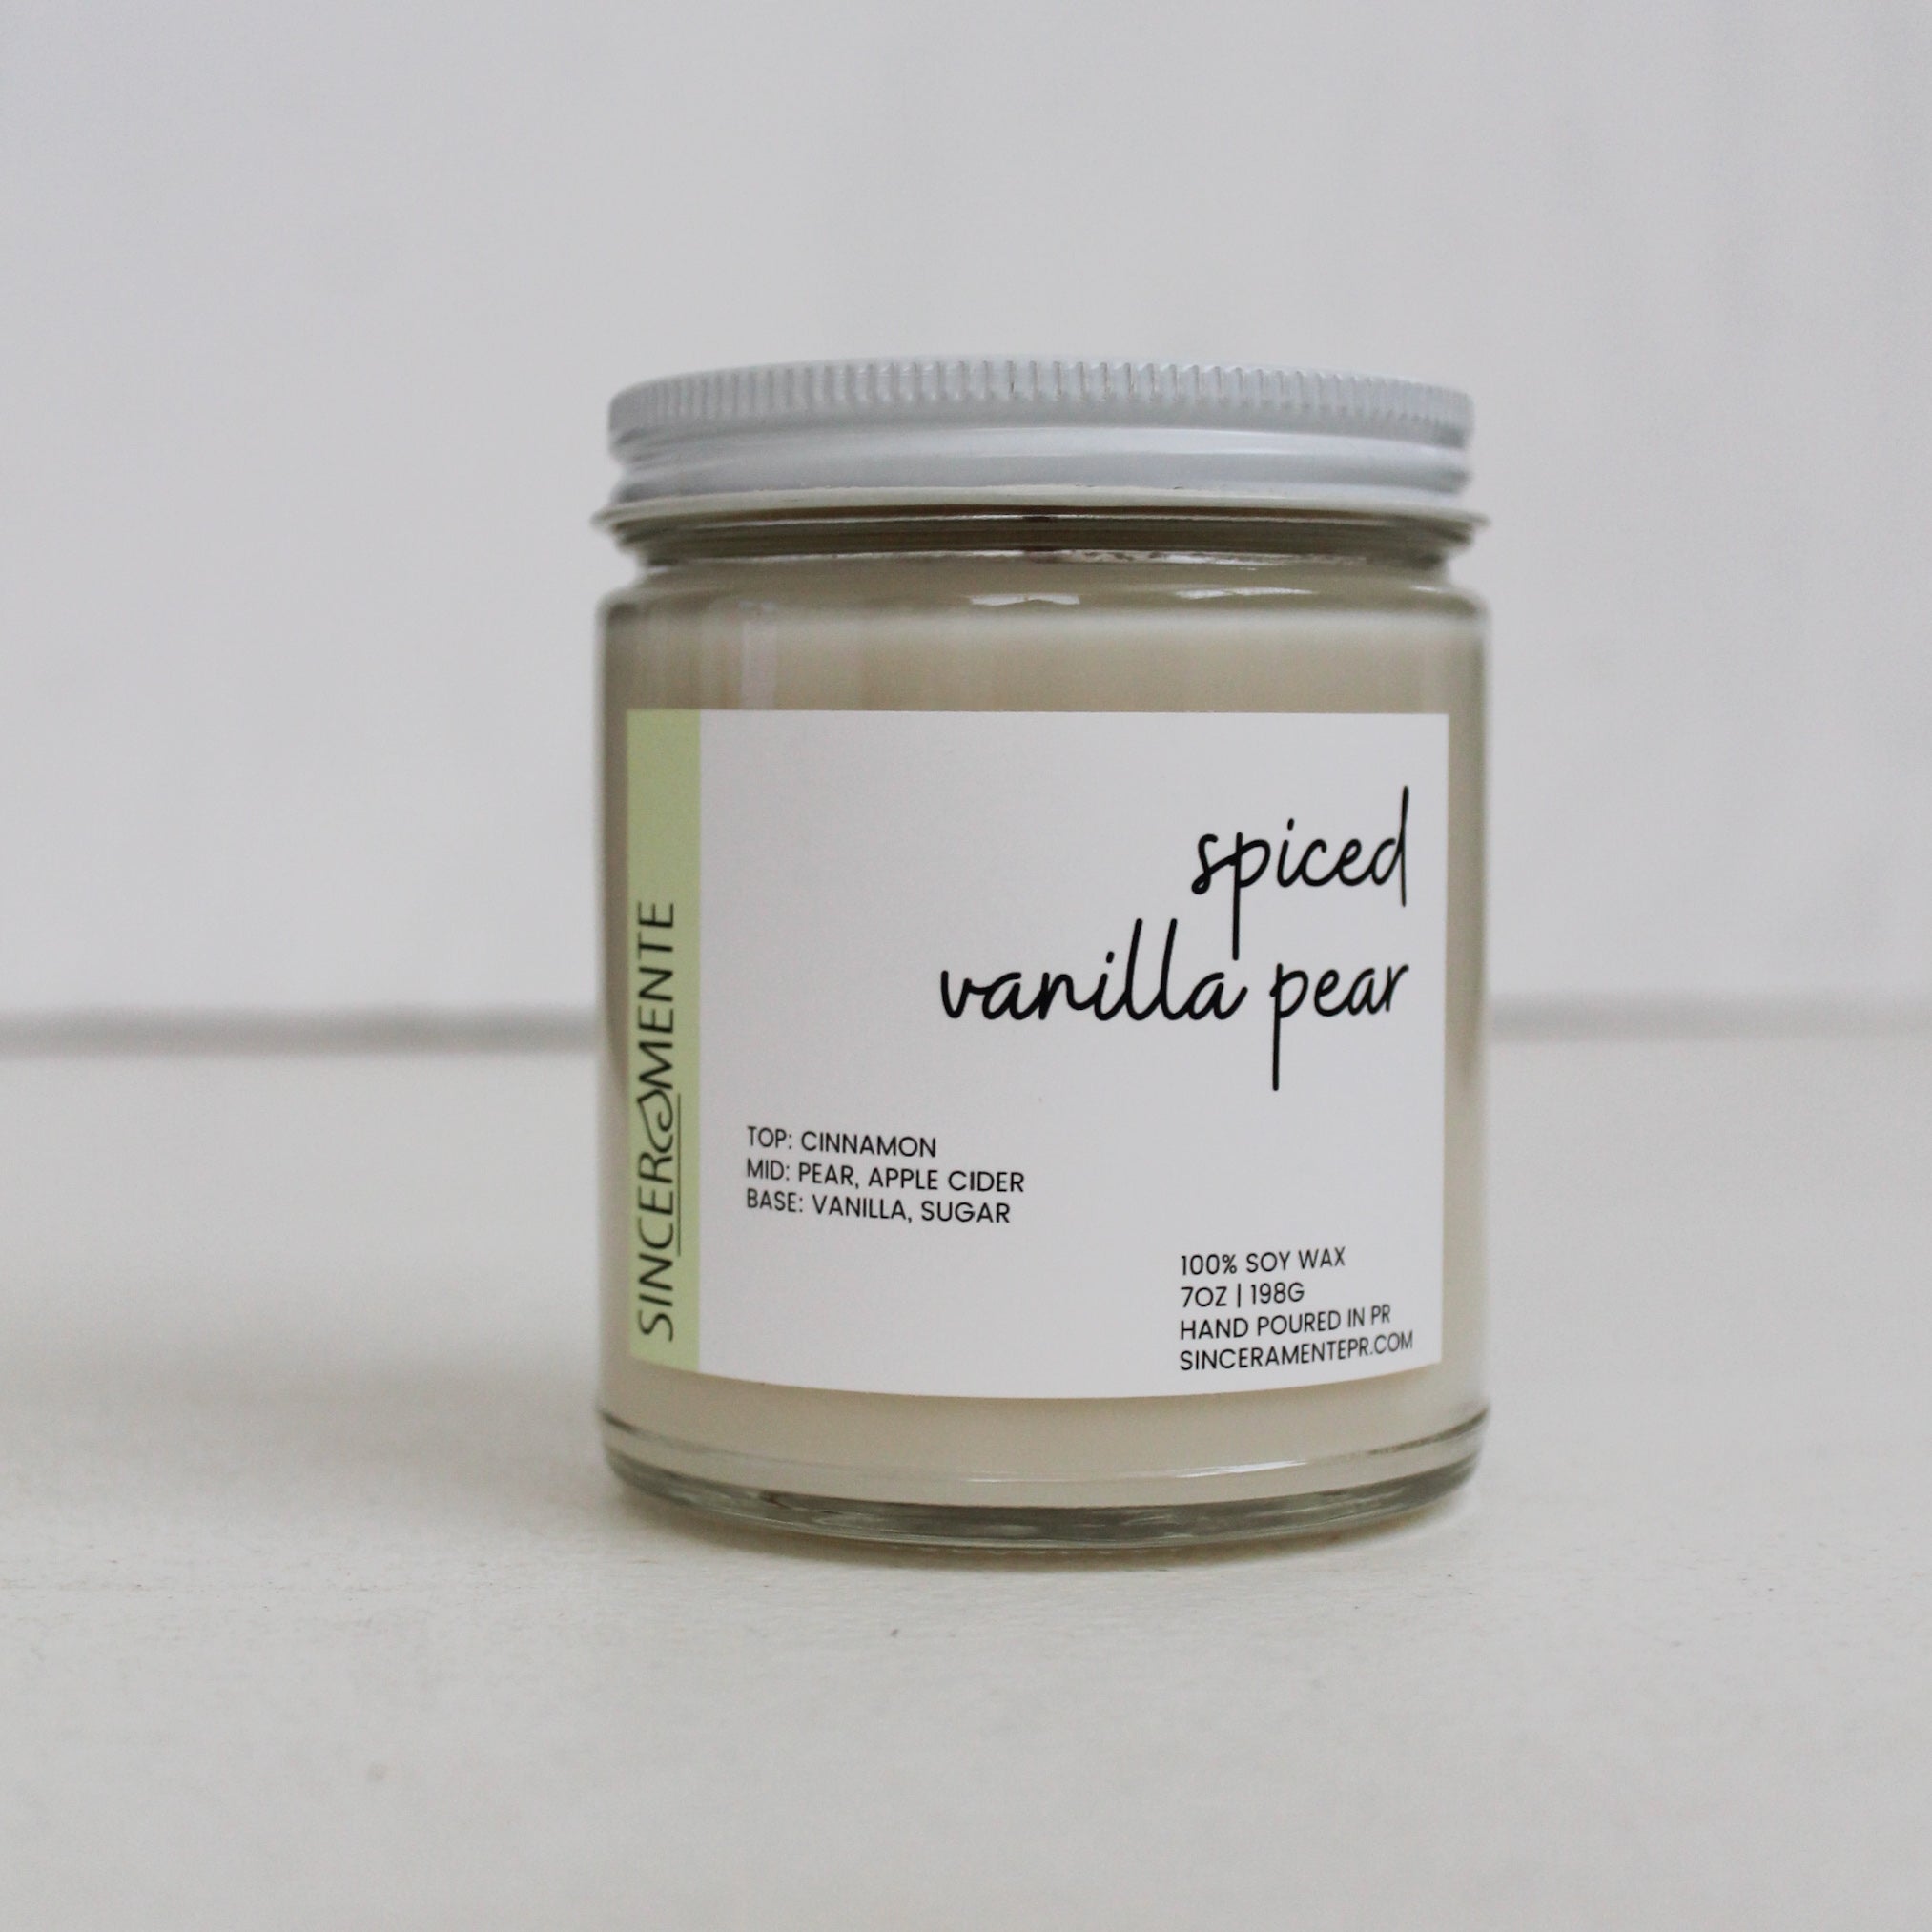 SINCERAMENTE
spiced
vanilla pear
TOP: CINNAMON
MID: PEAR, APPLE CIDER
BASE: VANILLA, SUGAR
100% SOY WAX
7OZ | 198G
HAND POURED IN PR
SINCERAMENTEPR.COM